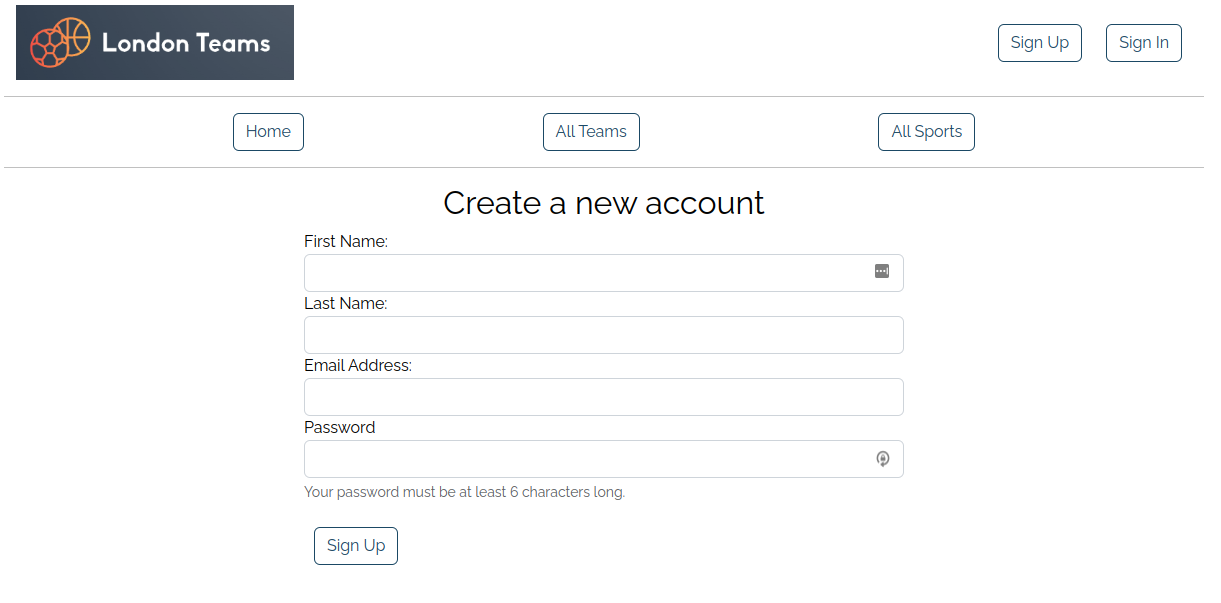 London Teams
Sign Up Sign In
Home All Teams All Sports
Create a new account
First Name:
Last Name:
Email Address:
Password
Your password must be at least 6 characters long.
Sign Up